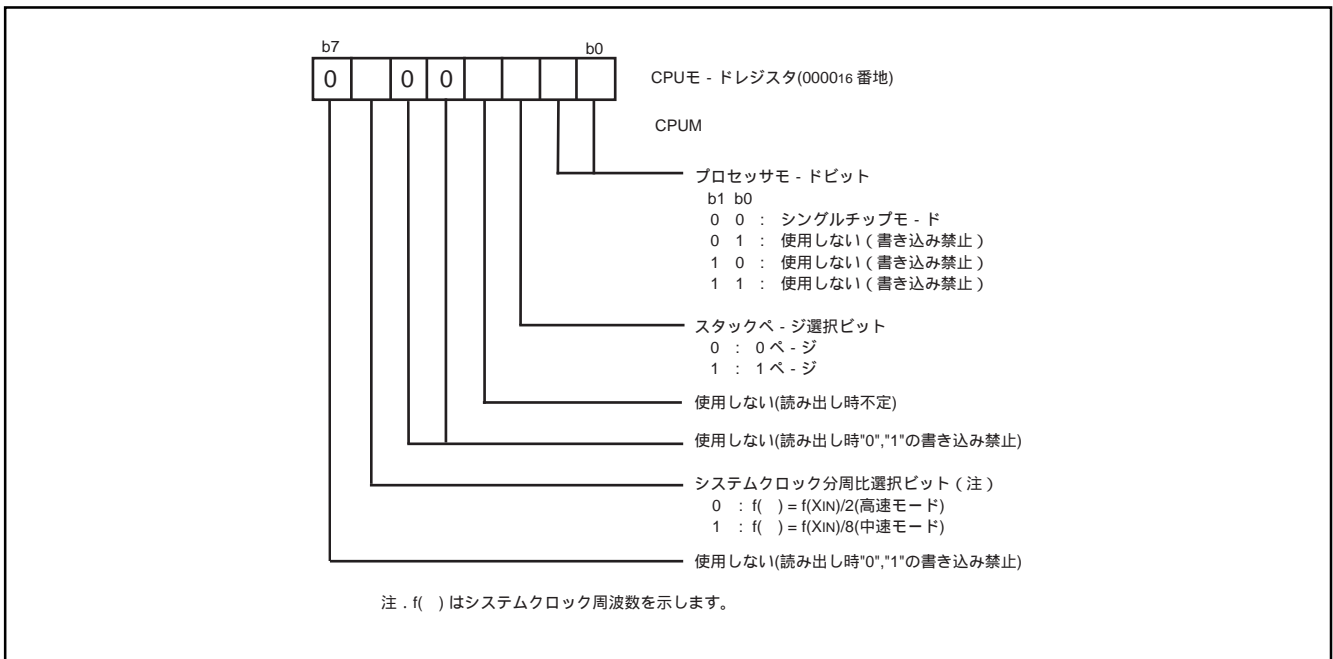 b7 b0
0 0 0
CPUモ - ドレジスタ(000016 番地)
CPUM
プロセッサモ - ドビット
b1 b0
0 0 : シングルチップモ - ド
0 1 : 使用しない ( 書き込み禁止 )
1 0 : 使用しない ( 書き込み禁止 )
1 1 : 使用しない ( 書き込み禁止 )
スタックペ - ジ選択ビット
0 : 0 ペ - ジ
1 : 1 ペ - ジ
使用しない(読み出し時不定)
使用しない(読み出し時"0","1"の書き込み禁止)
システムクロック分周比選択ビット ( 注 )
0 : f( ) = f(XIN)/2(高速モード)
1 : f( ) = f(XIN)/8(中速モード)
使用しない(読み出し時"0","1"の書き込み禁止)
注 . f( ) はシステムクロック周波数を示します。